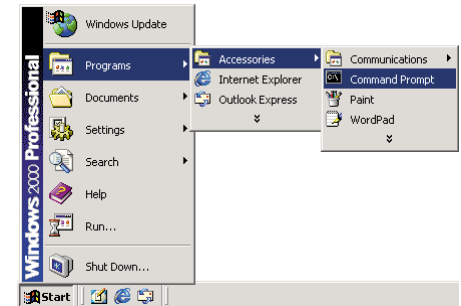 Windows Update
Programs
Documents
Settings
Search
Help
Run...
Shut Down...
Windows 2000 Professional
Accessories
Internet Explorer
Outlook Express
Communications
Command Prompt
Paint
WordPad
Start